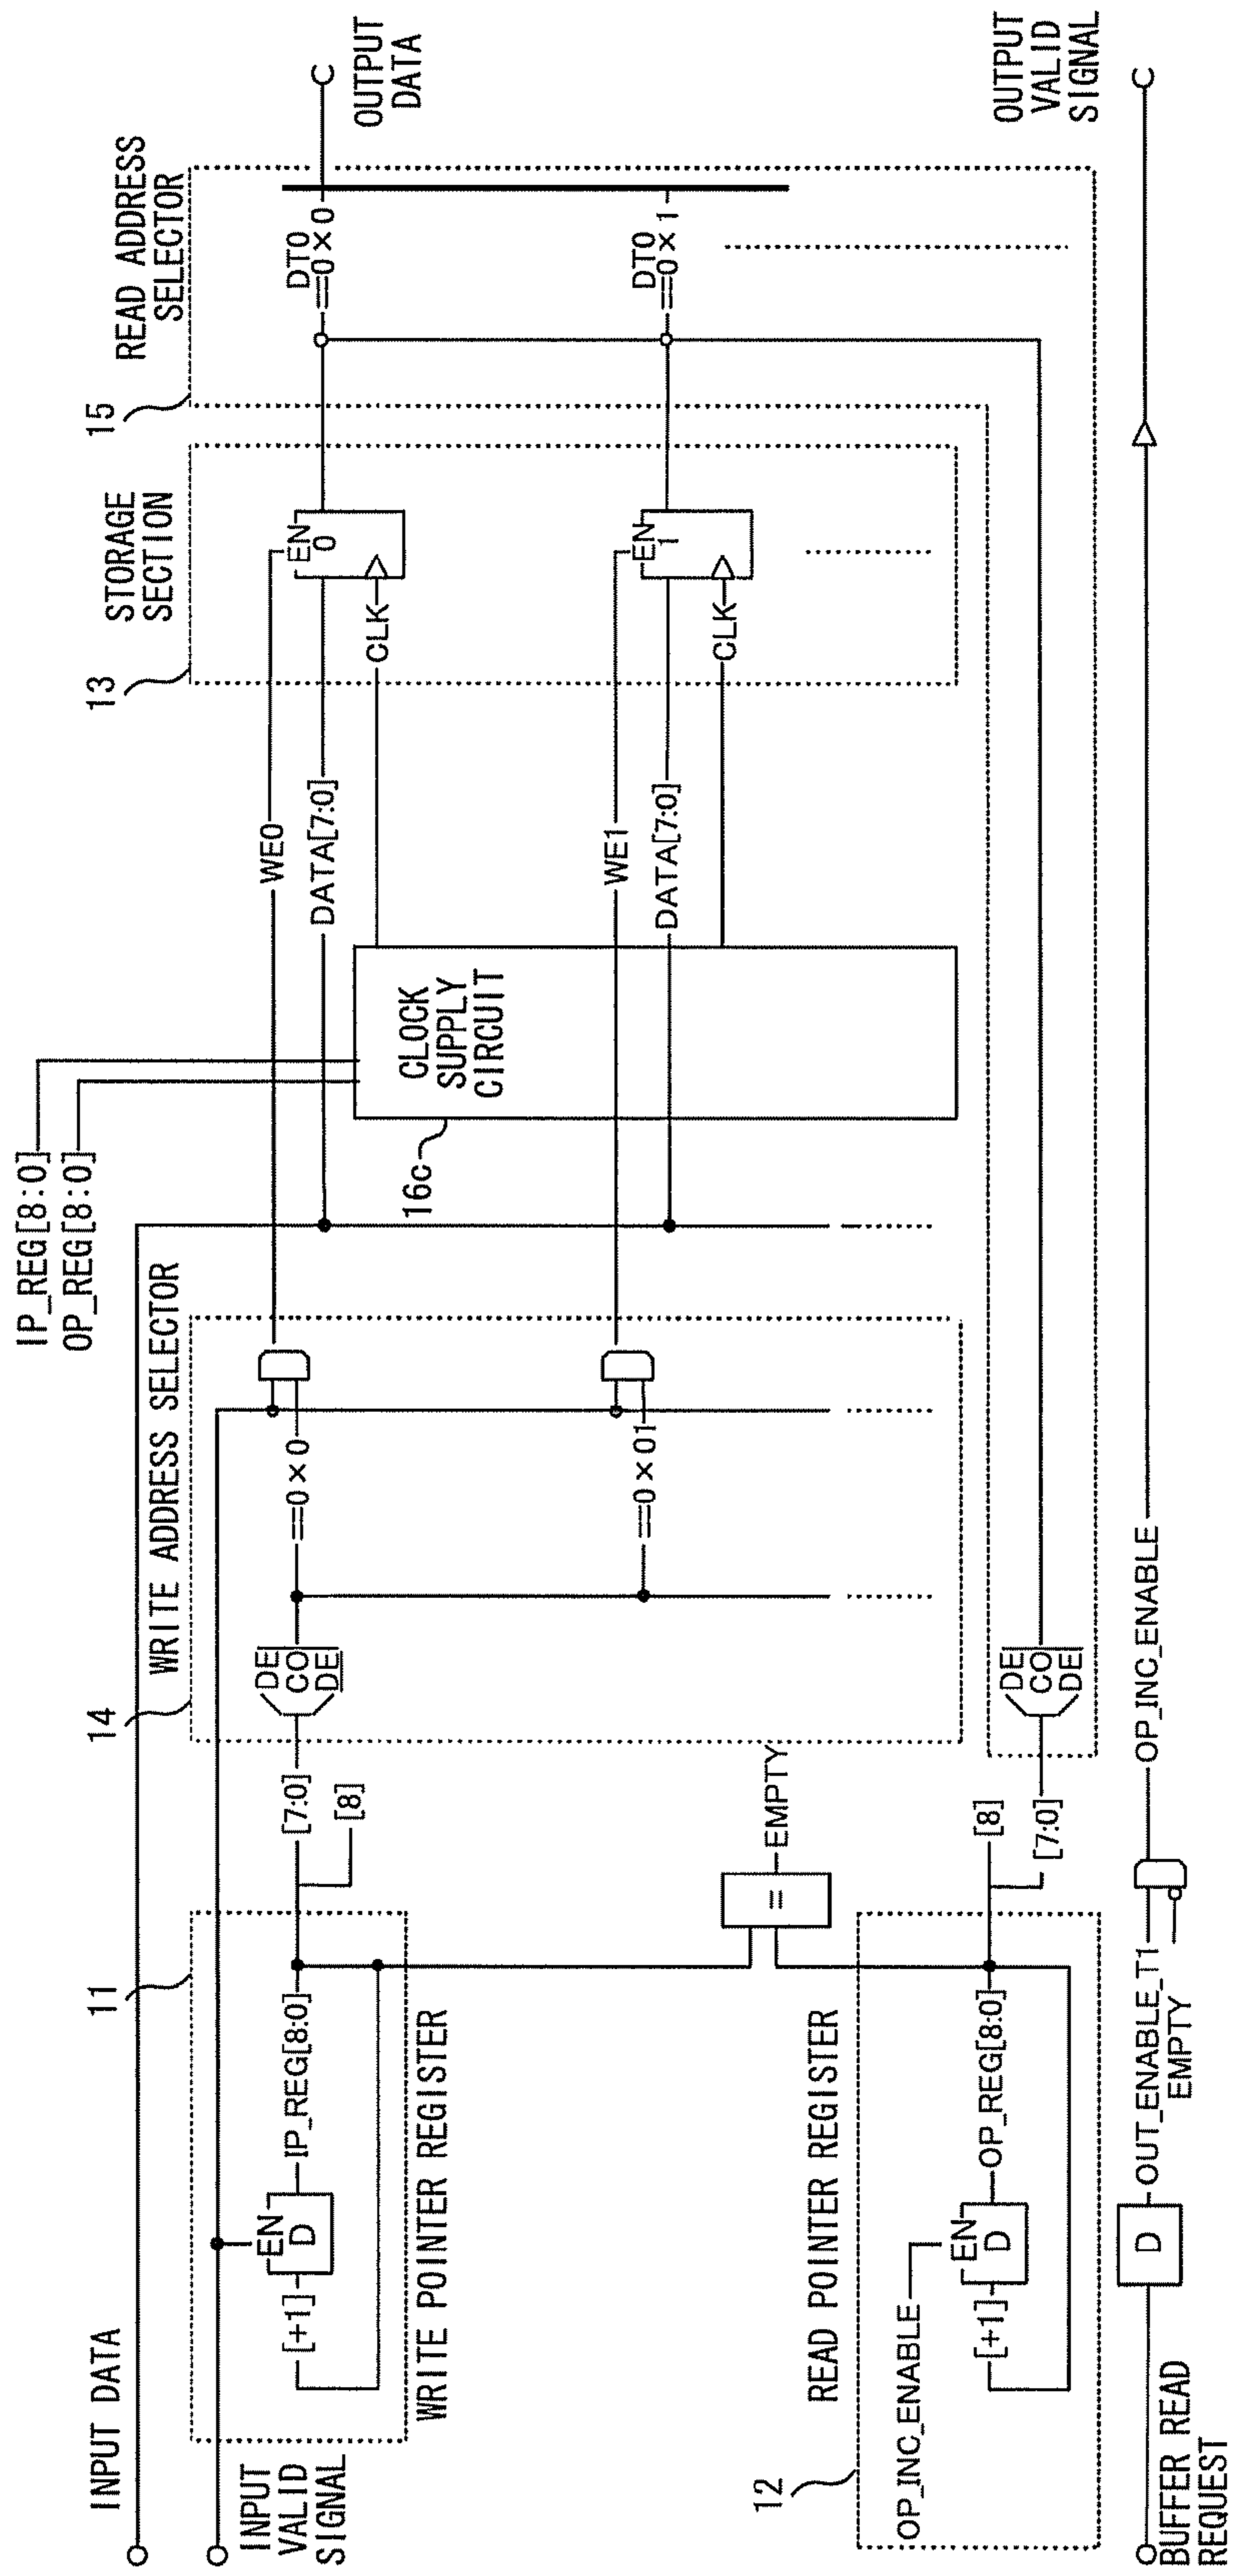 INPUT DATA
INPUT
VALID
SIGNAL
11
EN
D
[+1]
IP_REG[8:0]
WRITE POINTER REGISTER
[7:0]
[8]
14
WRITE ADDRESS SELECTOR
DE
CO
DE
==0×0
==0×01
IP_REG[8:0]
OP_REG[8:0]
16c
CLOCK
SUPPLY
CIRCUIT
WE0
DATA[7:0]
WE1
DATA[7:0]
13
STORAGE
SECTION
EN
0
CLK
EN
1
CLK
15
READ ADDRESS
SELECTOR
DT0
==0×0
DT0
==0×1
OUTPUT
DATA
=
EMPTY
12
READ POINTER REGISTER
OP_INC_ENABLE
EN
D
[+1]
OP_REG[8:0]
[8]
[7:0]
DE
CO
DE
BUFFER READ
REQUEST
D
OUT_ENABLE_T1
EMPTY
OP_INC_ENABLE
OUTPUT
VALID
SIGNAL